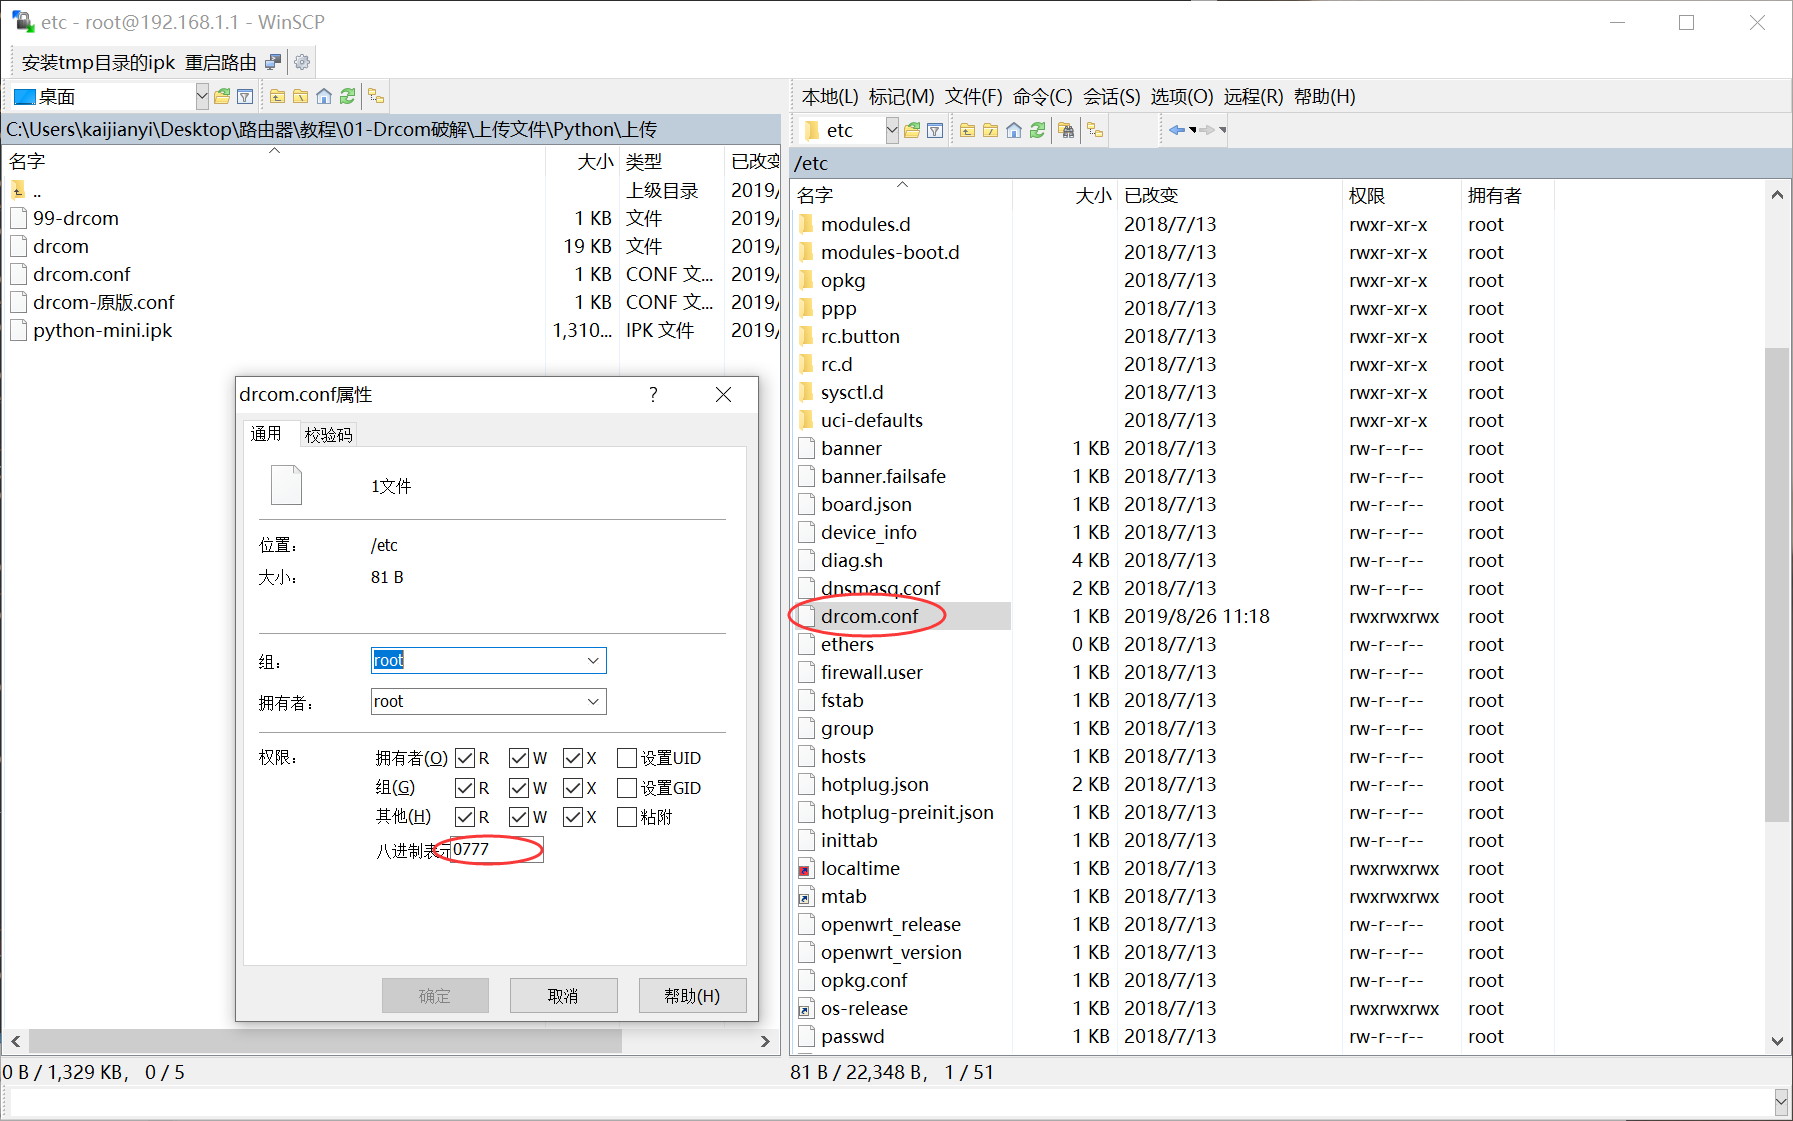 etc - root@192.168.1.1 - WinSCP
安装tmp目录的ipk 重启路由
桌面
C:\Users\kaijianyi\Desktop\路由器\教程\01-Drcom破解\上传文件\Python\上传
名字 大小 类型 已改变
.. 上级目录 2019/
99-drcom 1 KB 文件 2019/
drcom 19 KB 文件 2019/
drcom.conf 1 KB CONF 文... 2019/
drcom-原版.conf 1 KB CONF 文... 2019/
python-mini.ipk 1,310... IPK 文件 2019/
drcom.conf属性 ?
通用 校验码
1文件
位置: /etc
大小: 81 B
组: root
拥有者: root
权限: 拥有者(O) R W X 设置UID
组(G) R W X 设置GID
其他(H) R W X 粘附
八进制表示 0777
确定 取消 帮助(H)
0 B / 1,329 KB, 0 / 5
本地(L) 标记(M) 文件(F) 命令(C) 会话(S) 选项(O) 远程(R) 帮助(H)
etc
/etc
名字 大小 已改变 权限 拥有者
modules.d 2018/7/13 rwxr-xr-x root
modules-boot.d 2018/7/13 rwxr-xr-x root
opkg 2018/7/13 rwxr-xr-x root
ppp 2018/7/13 rwxr-xr-x root
rc.button 2018/7/13 rwxr-xr-x root
rc.d 2018/7/13 rwxr-xr-x root
sysctl.d 2018/7/13 rwxr-xr-x root
uci-defaults 2018/7/13 rwxr-xr-x root
banner 1 KB 2018/7/13 rw-r--r-- root
banner.failsafe 1 KB 2018/7/13 rw-r--r-- root
board.json 1 KB 2018/7/13 rw-r--r-- root
device_info 1 KB 2018/7/13 rw-r--r-- root
diag.sh 4 KB 2018/7/13 rw-r--r-- root
dnsmasq.conf 2 KB 2018/7/13 rw-r--r-- root
drcom.conf 1 KB 2019/8/26 11:18 rwxrwxrwx root
ethers 0 KB 2018/7/13 rw-r--r-- root
firewall.user 1 KB 2018/7/13 rw-r--r-- root
fstab 1 KB 2018/7/13 rw-r--r-- root
group 1 KB 2018/7/13 rw-r--r-- root
hosts 1 KB 2018/7/13 rw-r--r-- root
hotplug.json 2 KB 2018/7/13 rw-r--r-- root
hotplug-preinit.json 1 KB 2018/7/13 rw-r--r-- root
inittab 1 KB 2018/7/13 rw-r--r-- root
localtime 1 KB 2018/7/13 rwxrwxrwx root
mtab 1 KB 2018/7/13 rwxrwxrwx root
openwrt_release 1 KB 2018/7/13 rw-r--r-- root
openwrt_version 1 KB 2018/7/13 rw-r--r-- root
opkg.conf 1 KB 2018/7/13 rw-r--r-- root
os-release 1 KB 2018/7/13 rwxrwxrwx root
passwd 1 KB 2018/7/13 rw-r--r-- root
81 B / 22,348 B, 1 / 51